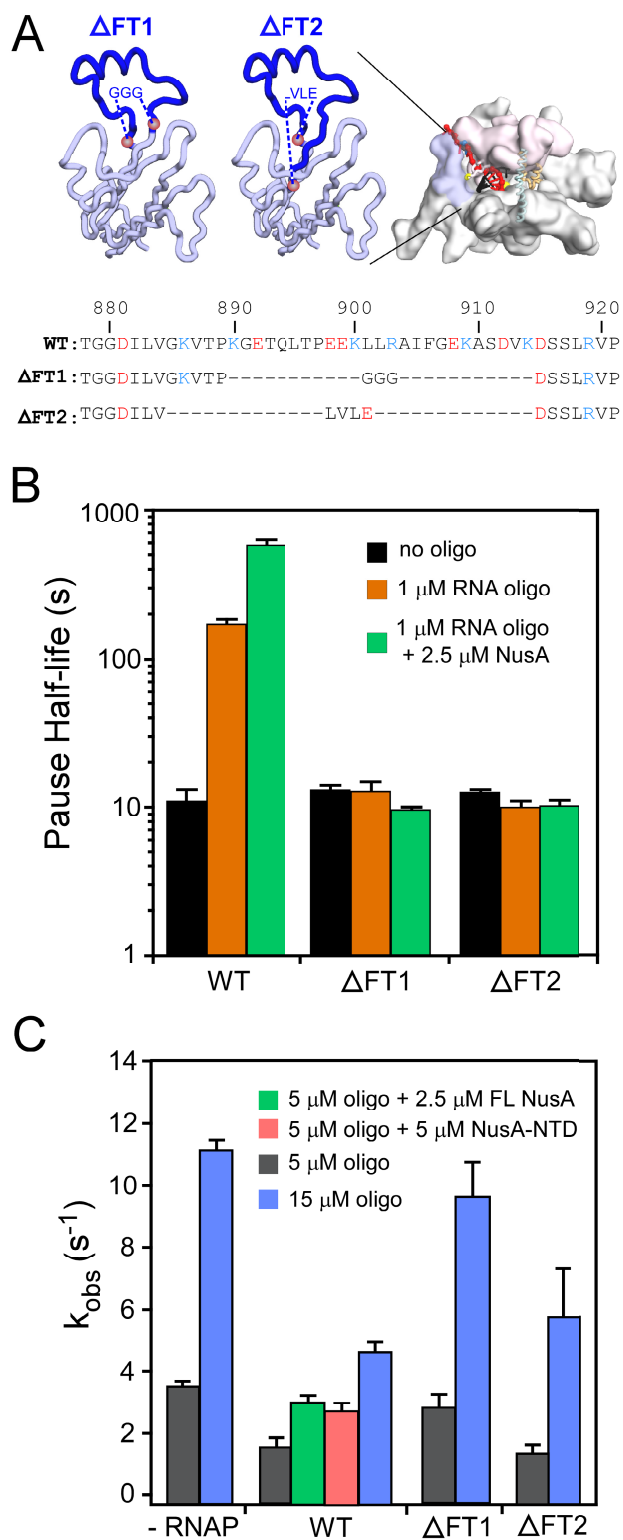 A
ΔFT1
ΔFT2
GGG
LVLE
880 890 900 910 920
WT: TGGDILVGKVTPKGETQLTPEEKLLRAIFGEKASDVKDSSLRVP
ΔFT1: TGGDILVGKVTP-----------GGG-----------DSSLRVP
ΔFT2: TGGDILV-------------LVLE-------------DSSLRVP
B
Pause Half-life (s)
1000
100
10
1
no oligo
1 µM RNA oligo
1 µM RNA oligo
+ 2.5 µM NusA
WT
ΔFT1
ΔFT2
C
kobs (s-1)
14
12
10
8
6
4
2
0
5 µM oligo + 2.5 µM FL NusA
5 µM oligo + 5 µM NusA-NTD
5 µM oligo
15 µM oligo
- RNAP
WT
ΔFT1
ΔFT2